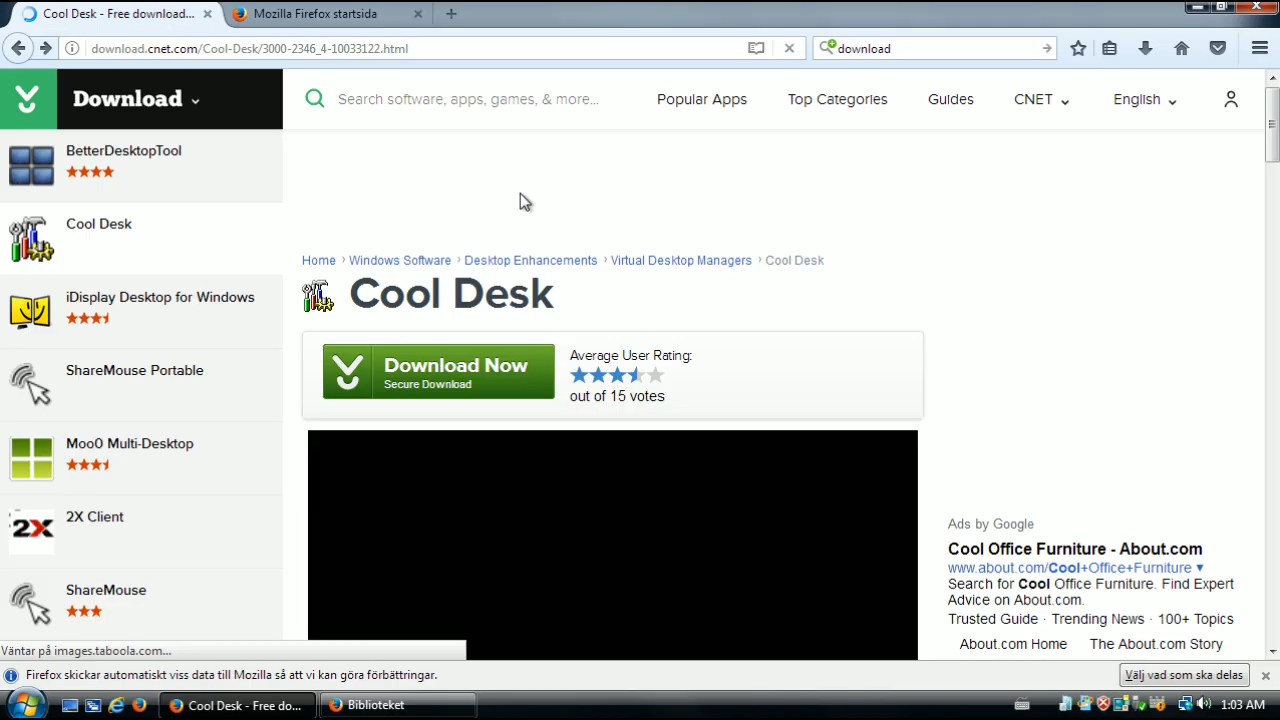 Cool Desk - Free download...
Mozilla Firefox startsida
download.cnet.com/Cool-Desk/3000-2346_4-10033122.html
download
Download
Search software, apps, games, & more...
Popular Apps
Top Categories
Guides
CNET
English
BetterDesktopTool
Cool Desk
iDisplay Desktop for Windows
ShareMouse Portable
Moo0 Multi-Desktop
2X
2X Client
ShareMouse
Home › Windows Software › Desktop Enhancements › Virtual Desktop Managers › Cool Desk
Cool Desk
Download Now
Secure Download
Average User Rating:
out of 15 votes
Ads by Google
Cool Office Furniture - About.com
www.about.com/Cool+Office+Furniture
Search for Cool Office Furniture. Find Expert
Advice on About.com.
Trusted Guide · Trending News · 100+ Topics
About.com Home
The About.com Story
Väntar på images.taboola.com...
Firefox skickar automatiskt viss data till Mozilla så att vi kan göra förbättringar.
Välj vad som ska delas
Cool Desk - Free do...
Biblioteket
1:03 AM